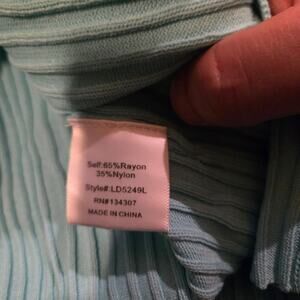 Self:65%Rayon
35%Nylon
Style#:LD5249L
RN#134307
MADE IN CHINA